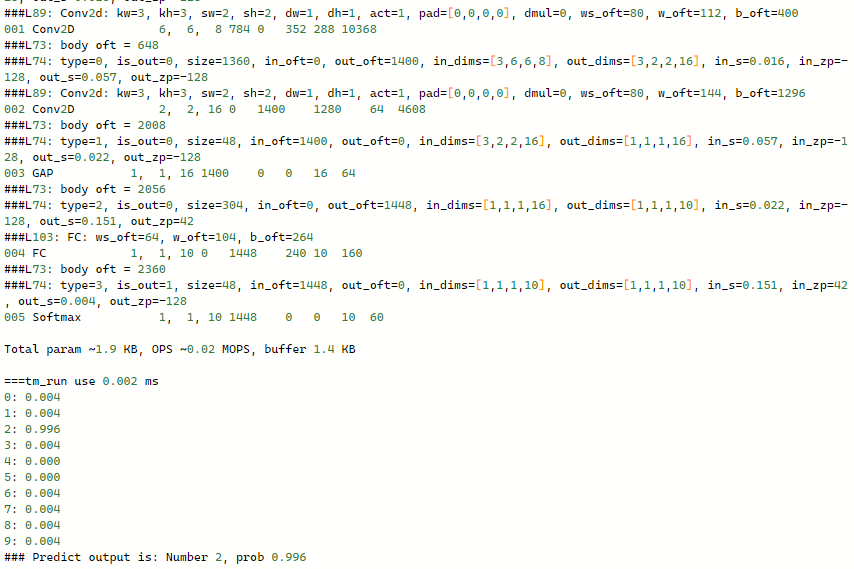 ###L89: Conv2d: kw=3, kh=3, sw=2, sh=2, dw=1, dh=1, act=1, pad=[0,0,0,0], dmul=0, ws_oft=80, w_oft=112, b_oft=400
001 Conv2D 6, 6, 8 784 0 352 288 10368
###L73: body oft = 648
###L74: type=0, is_out=0, size=1360, in_oft=0, out_oft=1400, in_dims=[3,6,6,8], out_dims=[3,2,2,16], in_s=0.016, in_zp=-
128, out_s=0.057, out_zp=-128
###L89: Conv2d: kw=3, kh=3, sw=2, sh=2, dw=1, dh=1, act=1, pad=[0,0,0,0], dmul=0, ws_oft=80, w_oft=144, b_oft=1296
002 Conv2D 2, 2, 16 0 1400 1280 64 4608
###L73: body oft = 2008
###L74: type=1, is_out=0, size=48, in_oft=1400, out_oft=0, in_dims=[3,2,2,16], out_dims=[1,1,1,16], in_s=0.057, in_zp=-1
28, out_s=0.022, out_zp=-128
003 GAP 1, 1, 16 1400 0 0 16 64
###L73: body oft = 2056
###L74: type=2, is_out=0, size=304, in_oft=0, out_oft=1448, in_dims=[1,1,1,16], out_dims=[1,1,1,10], in_s=0.022, in_zp=-
128, out_s=0.151, out_zp=42
###L103: FC: ws_oft=64, w_oft=104, b_oft=264
004 FC 1, 1, 10 0 1448 240 10 160
###L73: body oft = 2360
###L74: type=3, is_out=1, size=48, in_oft=1448, out_oft=0, in_dims=[1,1,1,10], out_dims=[1,1,1,10], in_s=0.151, in_zp=42
, out_s=0.004, out_zp=-128
005 Softmax 1, 1, 10 1448 0 0 10 60
Total param ~1.9 KB, OPS ~0.02 MOPS, buffer 1.4 KB
===tm_run use 0.002 ms
0: 0.004
1: 0.004
2: 0.996
3: 0.004
4: 0.000
5: 0.000
6: 0.004
7: 0.004
8: 0.004
9: 0.004
### Predict output is: Number 2, prob 0.996